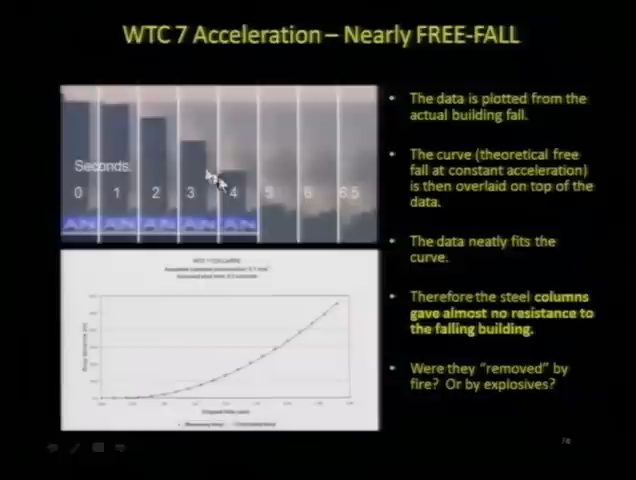 WTC 7 Acceleration – Nearly FREE-FALL
Seconds:
0 1 2 3 4 5 6 6.5
• The data is plotted from the
actual building fall.
• The curve (theoretical free
fall at constant acceleration)
is then overlaid on top of the
data.
• The data neatly fits the
curve.
• Therefore the steel columns
gave almost no resistance to
the falling building.
• Were they “removed” by
fire? Or by explosives?